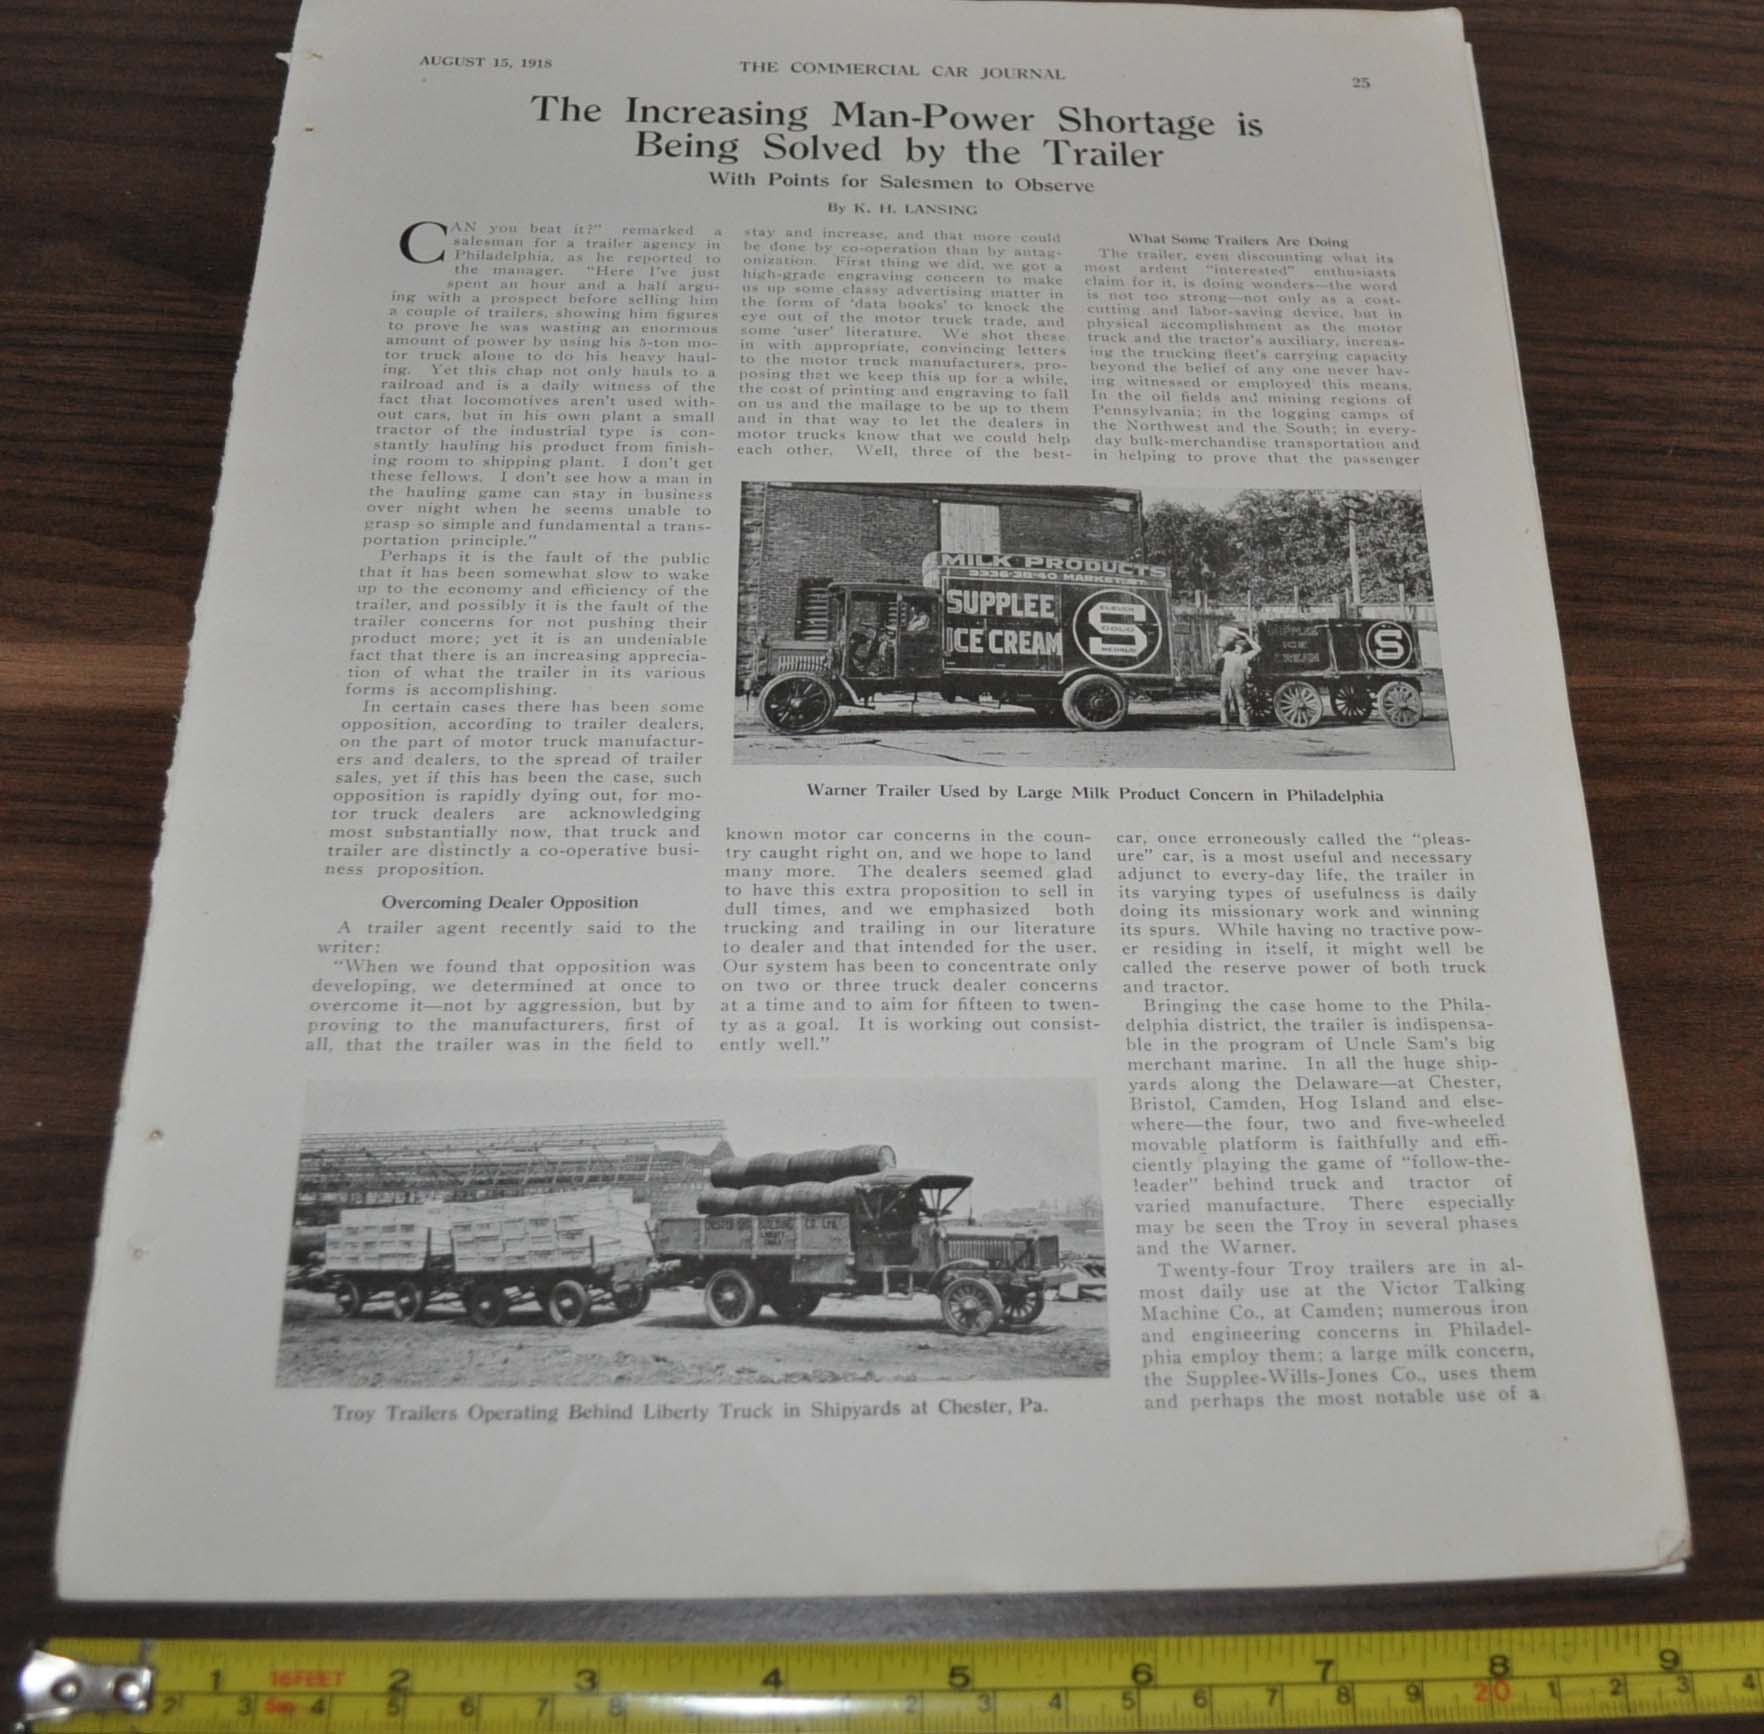 AUGUST 15, 1918
THE COMMERCIAL CAR JOURNAL
25
The Increasing Man-Power Shortage is
Being Solved by the Trailer
With Points for Salesmen to Observe
By K. H. LANSING
CAN you beat it?" remarked a
salesman for a trailer agency in
Philadelphia, as he reported to
the manager. "Here I've just
spent an hour and a half argu-
ing with a prospect before selling him
a couple of trailers, showing him figures
to prove he was wasting an enormous
amount of power by using his 5-ton mo-
tor truck alone to do his heavy haul-
ing. Yet this chap not only hauls to a
railroad and is a daily witness of the
fact that locomotives aren't used with-
out cars, but in his own plant a small
tractor of the industrial type is con-
stantly hauling his product from finish-
ing room to shipping plant. I don't get
these fellows. I don't see how a man in
the hauling game can stay in business
over night when he seems unable to
grasp so simple and fundamental a trans-
portation principle."
Perhaps it is the fault of the public
that it has been somewhat slow to wake
up to the economy and efficiency of the
trailer, and possibly it is the fault of the
trailer concerns for not pushing their
product more; yet it is an undeniable
fact that there is an increasing apprecia-
tion of what the trailer in its various
forms is accomplishing.
In certain cases there has been some
opposition, according to trailer dealers,
on the part of motor truck manufactur-
ers and dealers, to the spread of trailer
sales, yet if this has been the case, such
opposition is rapidly dying out, for mo-
tor truck dealers are acknowledging
most substantially now, that truck and
trailer are distinctly a co-operative busi-
ness proposition.
Overcoming Dealer Opposition
A trailer agent recently said to the
writer:
"When we found that opposition was
developing, we determined at once to
overcome it—not by aggression, but by
proving to the manufacturers, first of
all, that the trailer was in the field to
stay and increase, and that more could
be done by co-operation than by antag-
onization. First thing we did, we got a
high-grade engraving concern to make
us up some classy advertising matter in
the form of 'data books' to knock the
eye out of the motor truck trade, and
some 'user' literature. We shot these
in with appropriate, convincing letters
to the motor truck manufacturers, pro-
posing that we keep this up for a while,
the cost of printing and engraving to fall
on us and the mailage to be up to them
and in that way to let the dealers in
motor trucks know that we could help
each other. Well, three of the best-
MILK PRODUCTS
3336-38-40 MARKET ST.
SUPPLEE
ICE CREAM
ELEVEN
S
GOLD
MEDALS
SUPPLEE
ICE
CREAM
S
Warner Trailer Used by Large Milk Product Concern in Philadelphia
known motor car concerns in the coun-
try caught right on, and we hope to land
many more. The dealers seemed glad
to have this extra proposition to sell in
dull times, and we emphasized both
trucking and trailing in our literature
to dealer and that intended for the user.
Our system has been to concentrate only
on two or three truck dealer concerns
at a time and to aim for fifteen to twen-
ty as a goal. It is working out consist-
ently well."
What Some Trailers Are Doing
The trailer, even discounting what its
most ardent "interested" enthusiasts
claim for it, is doing wonders—the word
is not too strong—not only as a cost-
cutting and labor-saving device, but in
physical accomplishment as the motor
truck and the tractor's auxiliary, increas-
ing the trucking fleet's carrying capacity
beyond the belief of any one never hav-
ing witnessed or employed this means.
In the oil fields and mining regions of
Pennsylvania; in the logging camps of
the Northwest and the South; in every-
day bulk-merchandise transportation and
in helping to prove that the passenger
car, once erroneously called the "pleas-
ure" car, is a most useful and necessary
adjunct to every-day life, the trailer in
its varying types of usefulness is daily
doing its missionary work and winning
its spurs. While having no tractive pow-
er residing in itself, it might well be
called the reserve power of both truck
and tractor.
Bringing the case home to the Phila-
delphia district, the trailer is indispensa-
ble in the program of Uncle Sam's big
merchant marine. In all the huge ship-
yards along the Delaware—at Chester,
Bristol, Camden, Hog Island and else-
where—the four, two and five-wheeled
movable platform is faithfully and effi-
ciently playing the game of "follow-the-
leader" behind truck and tractor of
varied manufacture. There especially
may be seen the Troy in several phases
and the Warner.
Twenty-four Troy trailers are in al-
most daily use at the Victor Talking
Machine Co., at Camden; numerous iron
and engineering concerns in Philadel-
phia employ them; a large milk concern,
the Supplee-Wills-Jones Co., uses them
and perhaps the most notable use of a
CHESTER SHIP BUILDING CO. LTD.
Troy Trailers Operating Behind Liberty Truck in Shipyards at Chester, Pa.
1 16FEET 2 3 4 5 6 7 8 9
2 3 4 5 6 7 8 9 2 3 4 5 6 7 8 9 20 1 2 3 4